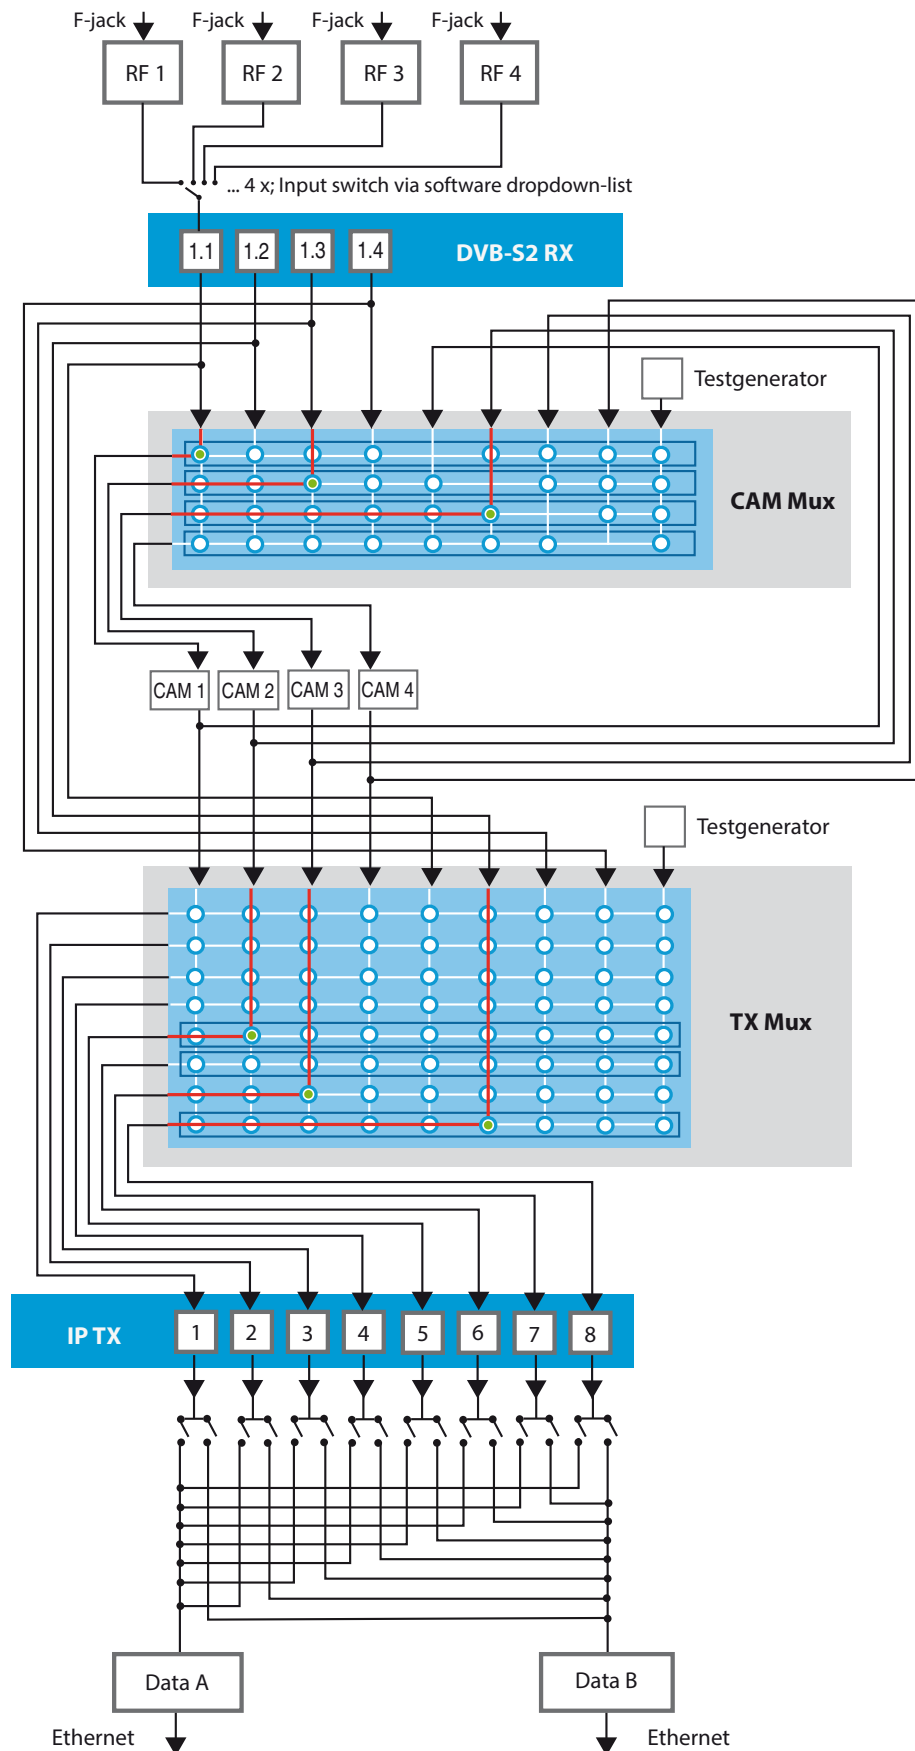 F-jack F-jack F-jack F-jack
RF 1 RF 2 RF 3 RF 4
... 4 x; Input switch via software dropdown-list
1.1 1.2 1.3 1.4 DVB-S2 RX
Testgenerator
CAM Mux
CAM 1 CAM 2 CAM 3 CAM 4
Testgenerator
TX Mux
IP TX 1 2 3 4 5 6 7 8
Data A Data B
Ethernet Ethernet